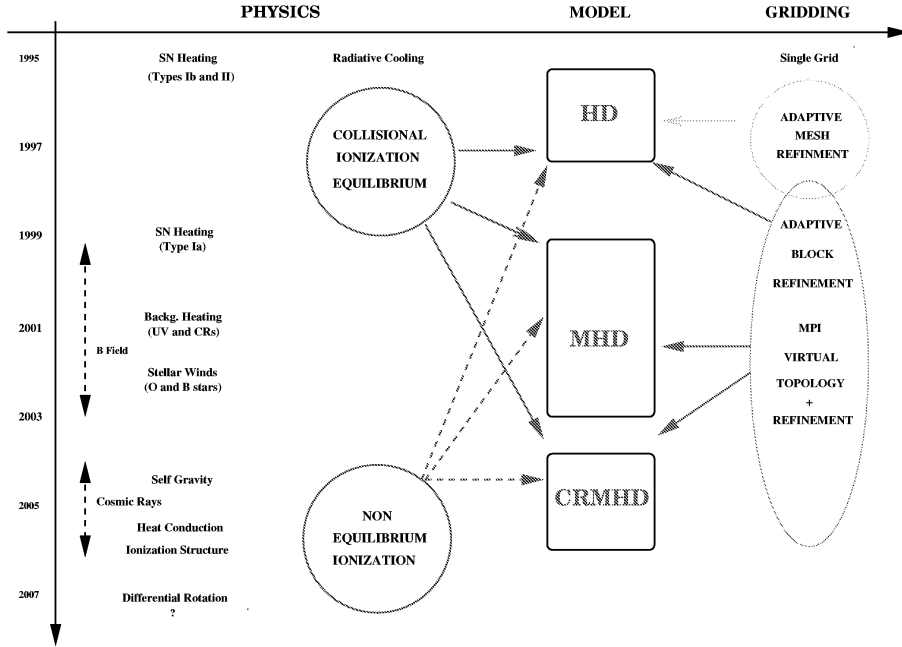 PHYSICS
MODEL
GRIDDING
1995
SN Heating
(Types Ib and II)
Radiative Cooling
Single Grid
HD
COLLISIONAL
IONIZATION
EQUILIBRIUM
ADAPTIVE
MESH
REFINMENT
1997
1999
SN Heating
(Type Ia)
ADAPTIVE
BLOCK
REFINEMENT
B Field
Backg. Heating
(UV and CRs)
2001
MHD
MPI
VIRTUAL
TOPOLOGY
+
REFINEMENT
Stellar Winds
(O and B stars)
2003
Self Gravity
Cosmic Rays
2005
CRMHD
Heat Conduction
Ionization Structure
NON
EQUILIBRIUM
IONIZATION
2007
Differential Rotation
?